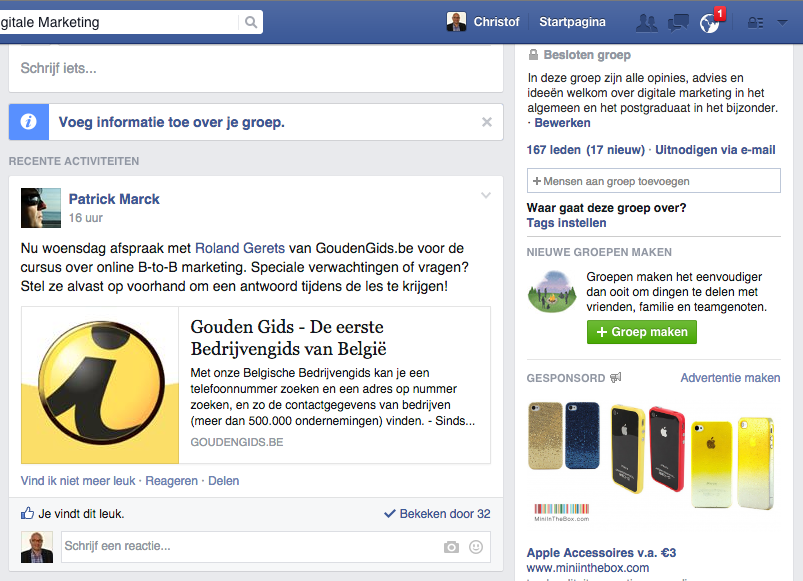 gitale Marketing
Christof
Startpagina
1
Schrijf iets...
i
Voeg informatie toe over je groep.
RECENTE ACTIVITEITEN
Patrick Marck
16 uur
Nu woensdag afspraak met Roland Gerets van GoudenGids.be voor de
cursus over online B-to-B marketing. Speciale verwachtingen of vragen?
Stel ze alvast op voorhand om een antwoord tijdens de les te krijgen!
Gouden Gids - De eerste
Bedrijvengids van België
Met onze Belgische Bedrijvengids kan je een
telefoonnummer zoeken en een adres op nummer
zoeken, en zo de contactgegevens van bedrijven
(meer dan 500.000 ondernemingen) vinden. - Sinds...
GOUDENGIDS.BE
Vind ik niet meer leuk · Reageren · Delen
Je vindt dit leuk.
Bekeken door 32
Schrijf een reactie...
Besloten groep
In deze groep zijn alle opinies, advies en
ideeën welkom over digitale marketing in het
algemeen en het postgraduaat in het bijzonder.
· Bewerken
167 leden (17 nieuw) · Uitnodigen via e-mail
+ Mensen aan groep toevoegen
Waar gaat deze groep over?
Tags instellen
NIEUWE GROEPEN MAKEN
Groepen maken het eenvoudiger
dan ooit om dingen te delen met
vrienden, familie en teamgenoten.
+ Groep maken
GESPONSORD
Advertentie maken
MiniInTheBox.com
Apple Accessoires v.a. €3
www.miniinthebox.com